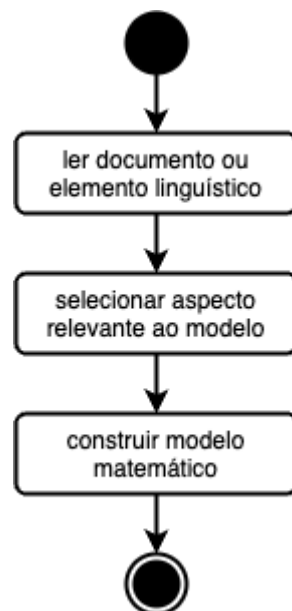 ler documento ou
elemento linguístico
selecionar aspecto
relevante ao modelo
construir modelo
matemático